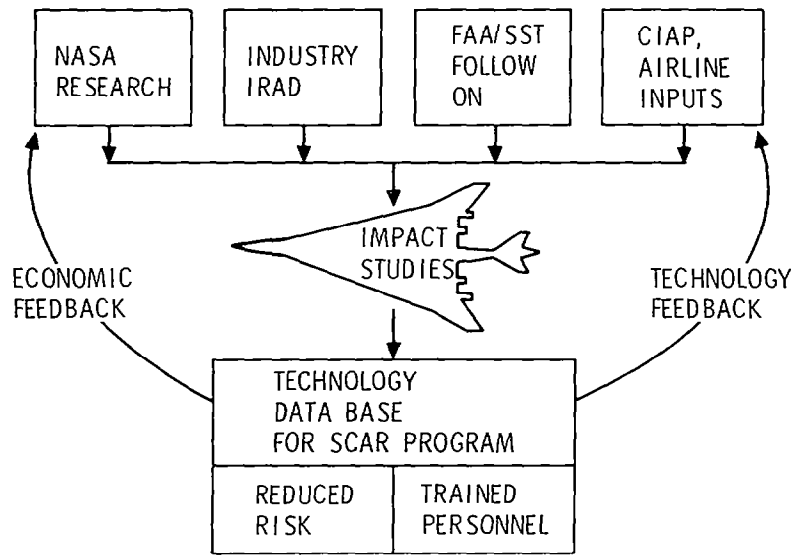 NASA
RESEARCH
INDUSTRY
IRAD
FAA/SST
FOLLOW
ON
CIAP,
AIRLINE
INPUTS
IMPACT
STUDIES
ECONOMIC
FEEDBACK
TECHNOLOGY
FEEDBACK
TECHNOLOGY
DATA BASE
FOR SCAR PROGRAM
REDUCED
RISK
TRAINED
PERSONNEL